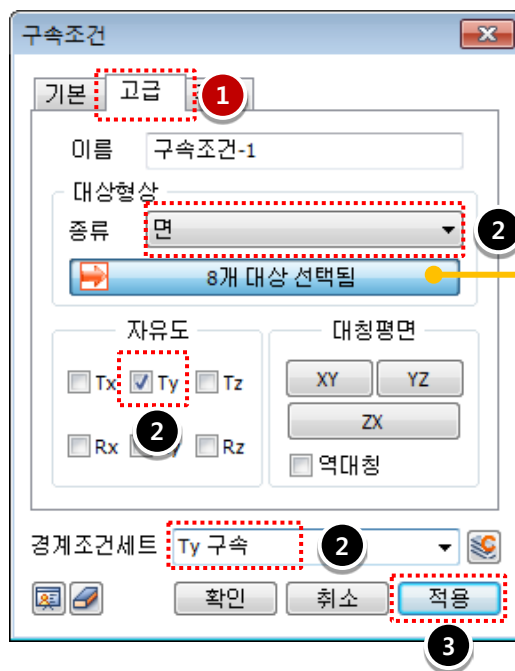 구속조건
기본 고급 1
이름 구속조건-1
대상형상
종류 면 2
8개 대상 선택됨
자유도 대칭평면
Tx Ty Tz XY YZ
2 ZX
Rx Rz 역대칭
경계조건세트 Ty 구속 2
확인 취소 적용
3